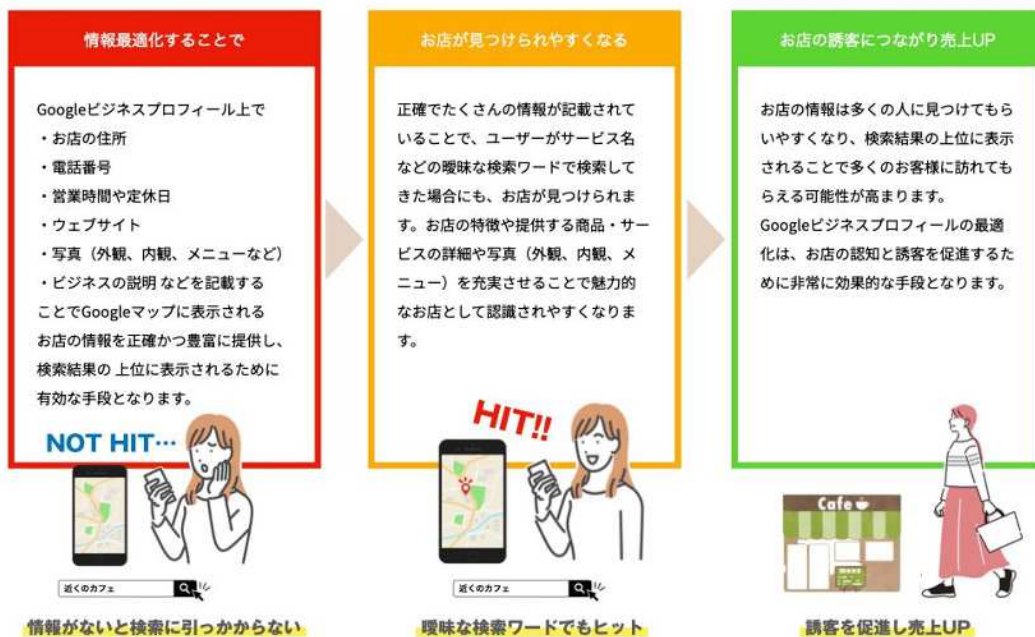 情報最適化することで
Googleビジネスプロフィール上で
・お店の住所
・電話番号
・営業時間や定休日
・ウェブサイト
・写真（外観、内観、メニューなど）
・ビジネスの説明 などを記載する
ことでGoogleマップに表示される
お店の情報を正確かつ豊富に提供し、
検索結果の 上位に表示されるために
有効な手段となります。
NOT HIT…
近くのカフェ
情報がないと検索に引っかからない
お店が見つけられやすくなる
正確でたくさんの情報が記載されて
いることで、ユーザーがサービス名
などの曖昧な検索ワードで検索して
きた場合にも、お店が見つけられま
す。お店の特徴や提供する商品・サー
ビスの詳細や写真（外観、内観、メ
ニュー）を充実させることで魅力的
なお店として認識されやすくなりま
す。
HIT!!
近くのカフェ
曖昧な検索ワードでもヒット
お店の誘客につながり売上UP
お店の情報は多くの人に見つけてもら
いやすくなり、検索結果の上位に表示
されることで多くのお客様に訪れても
らえる可能性が高まります。
Googleビジネスプロフィールの最適
化は、お店の認知と誘客を促進するた
めに非常に効果的な手段となります。
Cafe
誘客を促進し売上UP